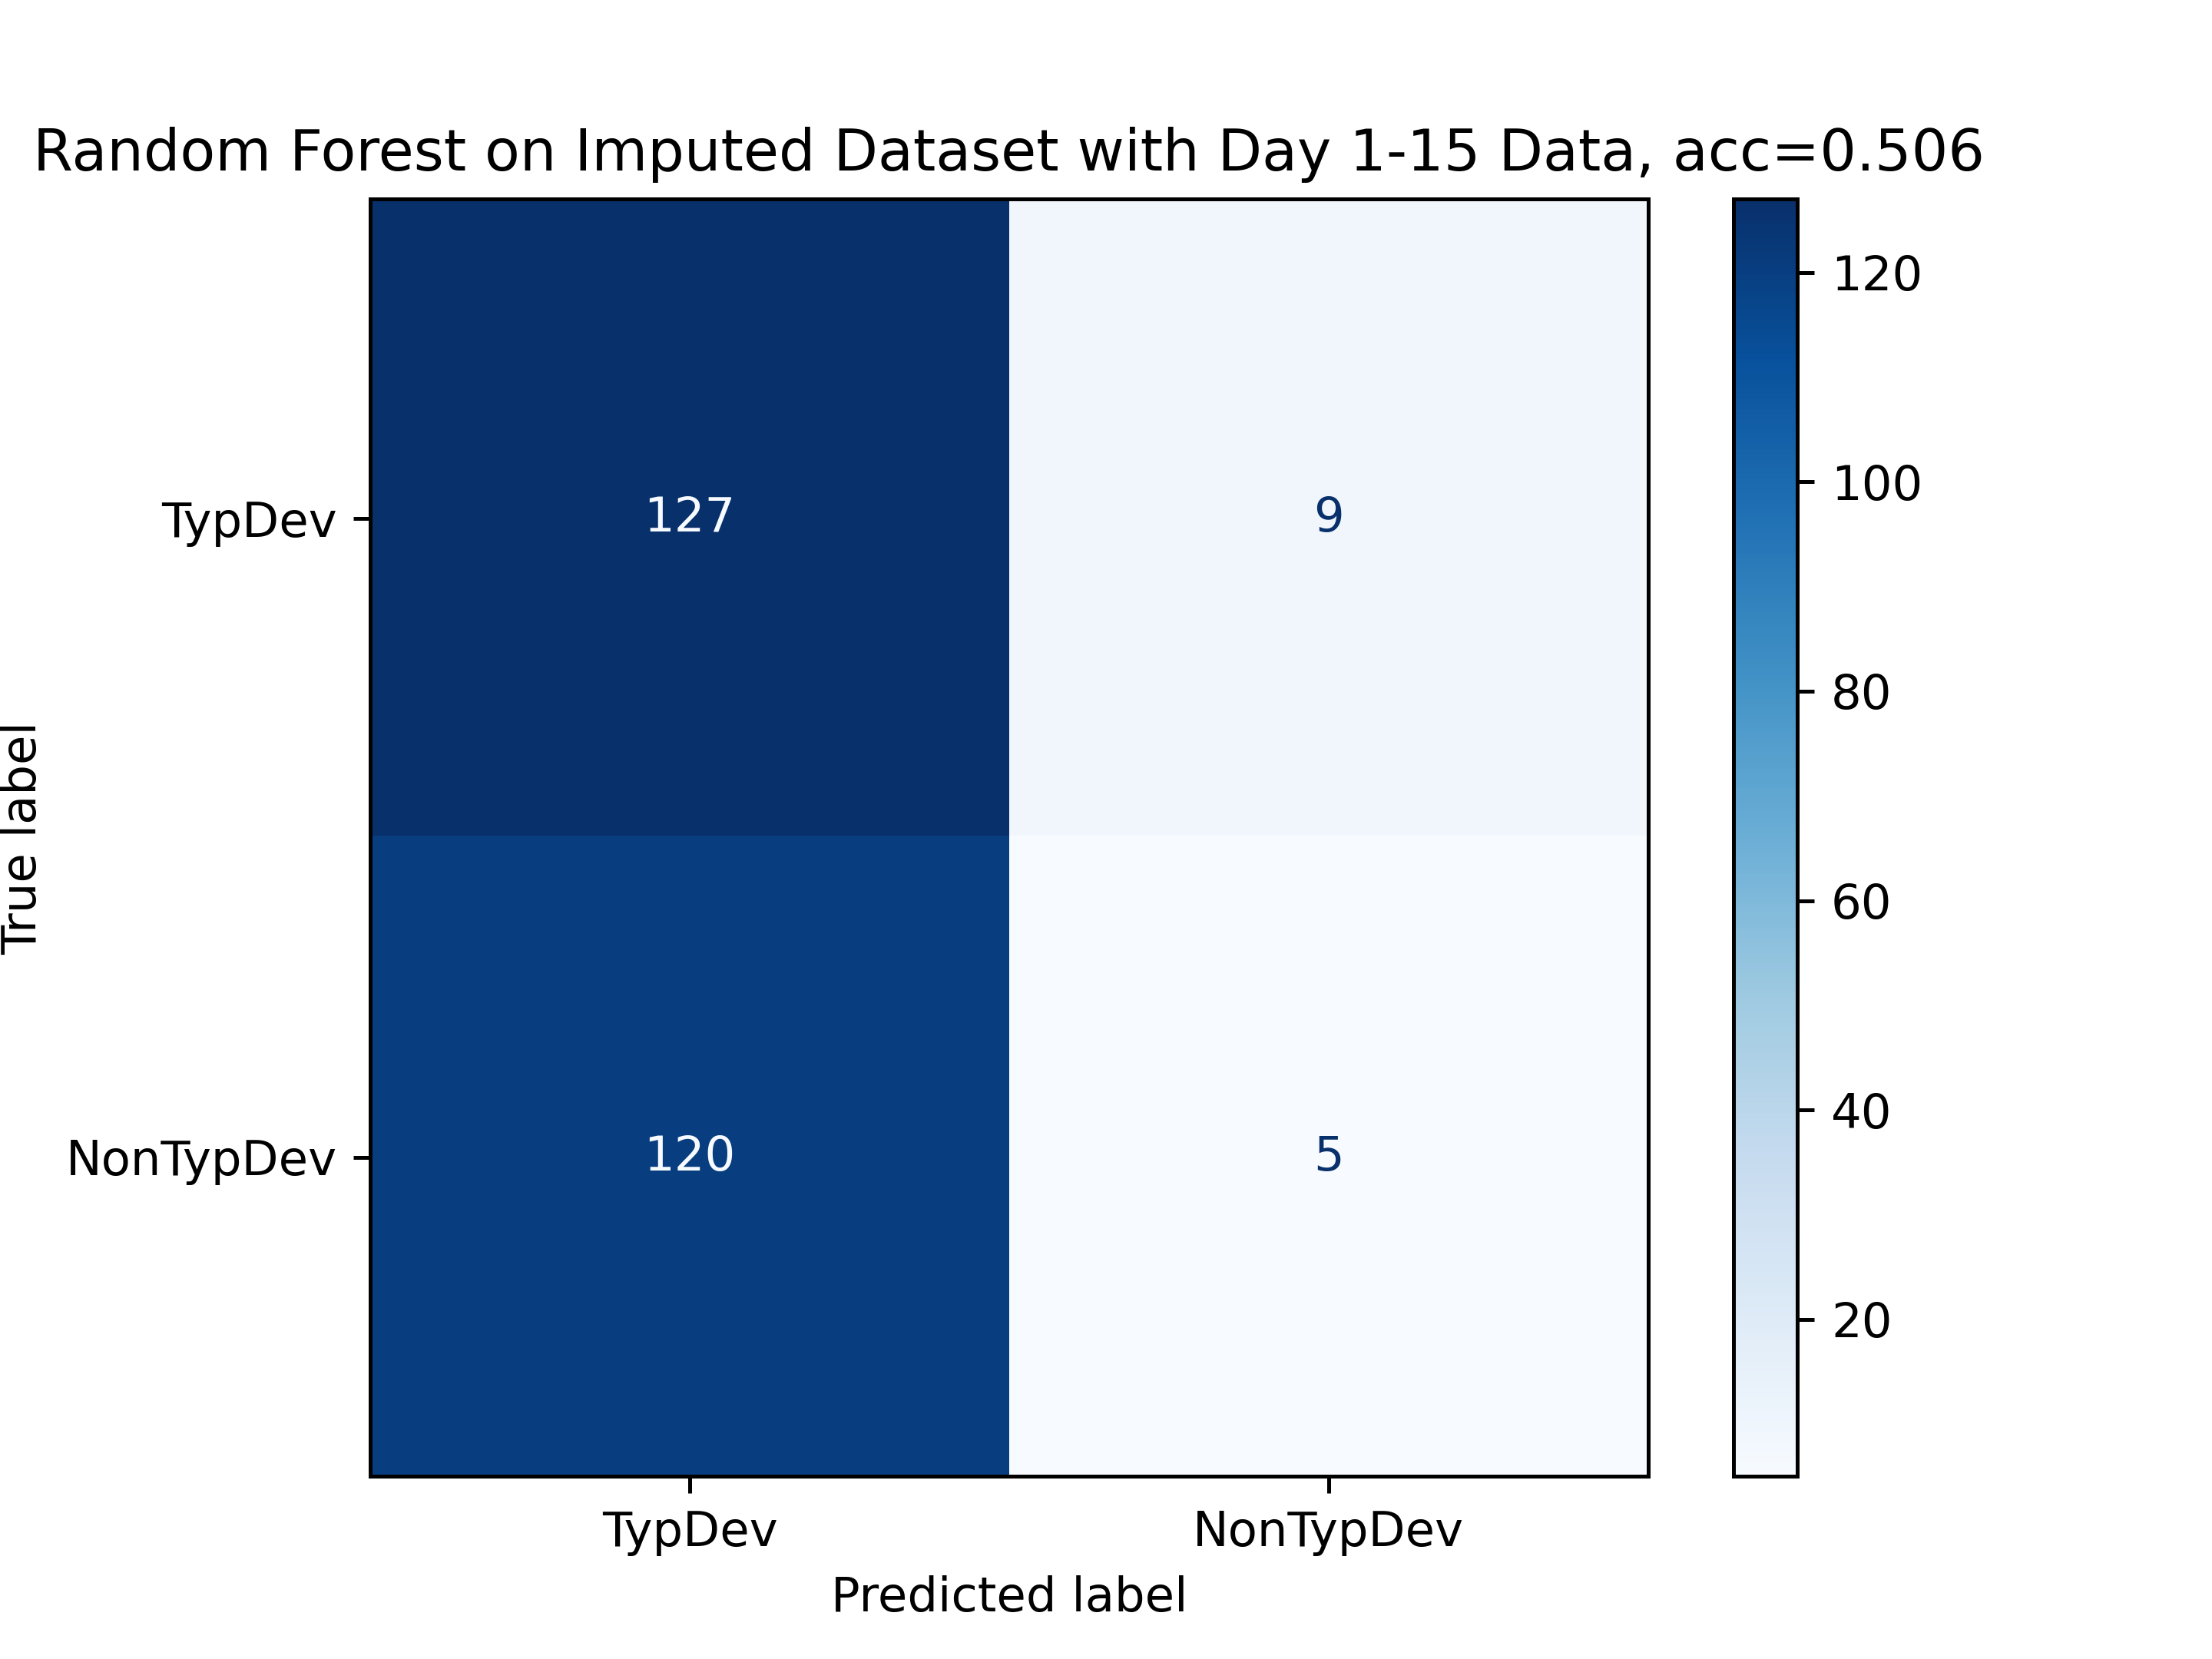 Random Forest on Imputed Dataset with Day 1-15 Data, acc=0.506
True label
TypDev
NonTypDev
127
9
120
5
TypDev
NonTypDev
Predicted label
120
100
80
60
40
20